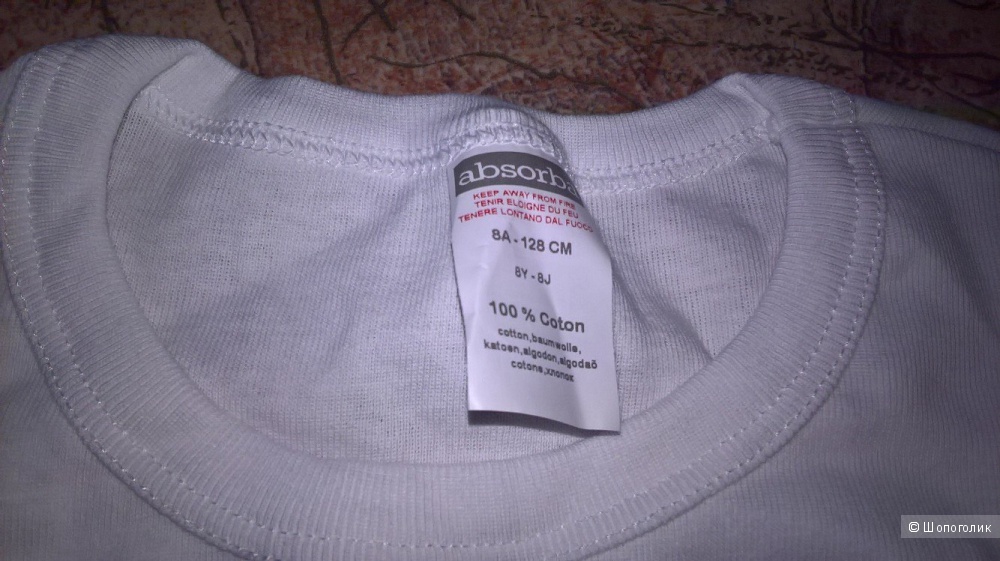 absorba
KEEP AWAY FROM FIRE
TENIR ELOIGNE DU FEU
TENERE LONTANO DAL FUOCO
8A - 128 CM
8Y - 8J
100 % Coton
cotton,baumwolle,
katoen,algodon,algodaõ
cotone,хлопок
© Шопоголик